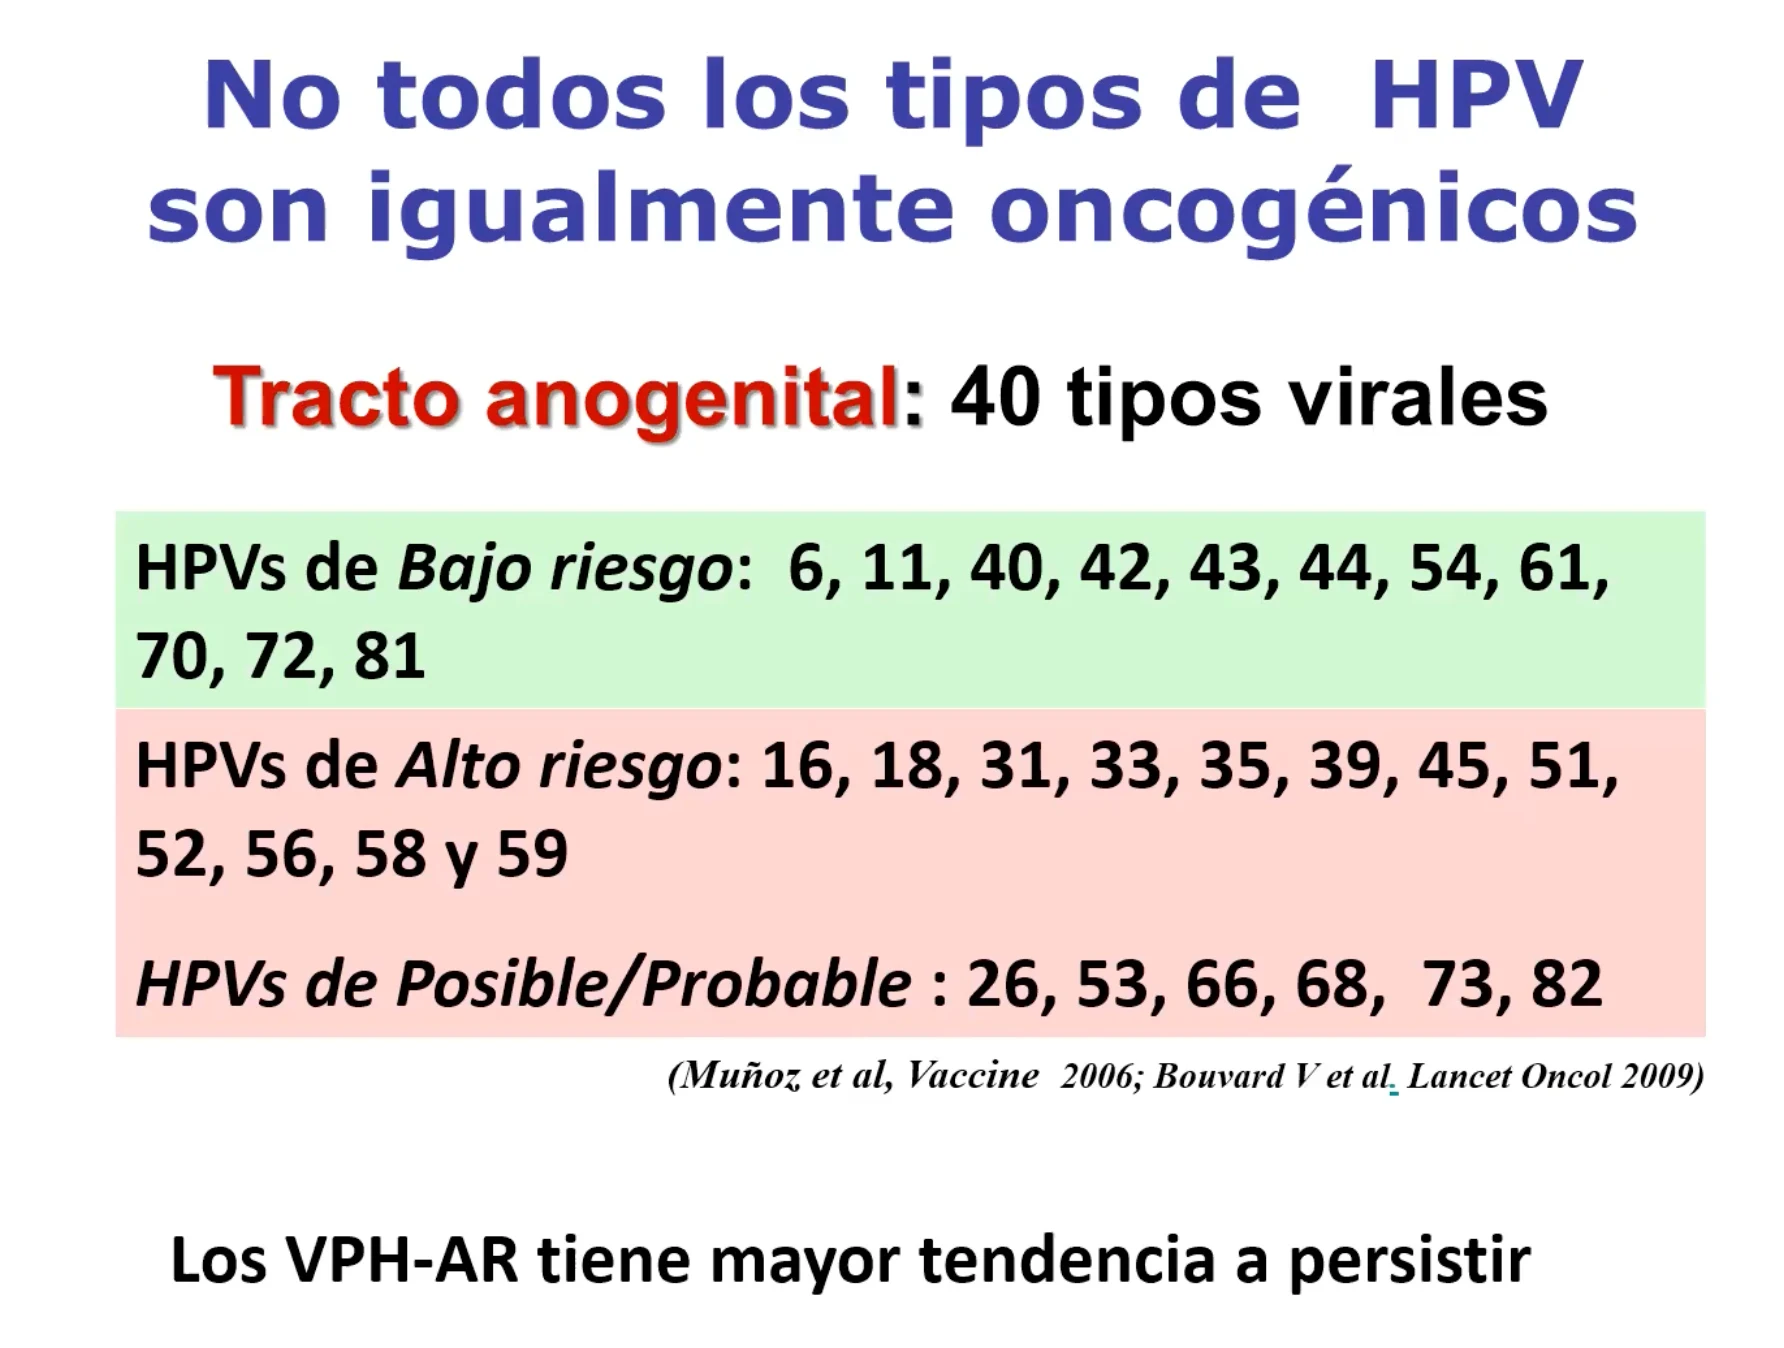 No todos los tipos de HPV
son igualmente oncogénicos
Tracto anogenital: 40 tipos virales
HPVs de Bajo riesgo: 6, 11, 40, 42, 43, 44, 54, 61,
70, 72, 81
HPVs de Alto riesgo: 16, 18, 31, 33, 35, 39, 45, 51,
52, 56, 58 y 59
HPVs de Posible/Probable : 26, 53, 66, 68, 73, 82
(Muñoz et al, Vaccine 2006; Bouvard V et al. Lancet Oncol 2009)
Los VPH-AR tiene mayor tendencia a persistir